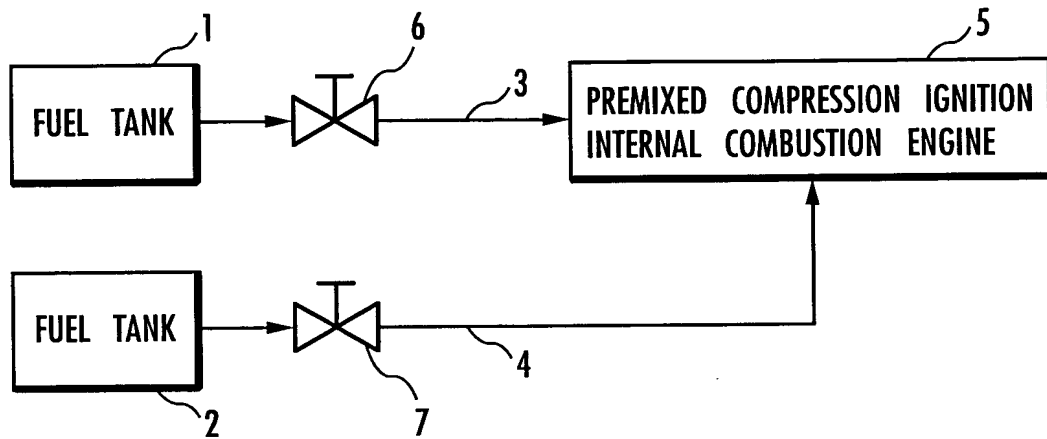 1
6
5
FUEL TANK
3
PREMIXED COMPRESSION IGNITION
INTERNAL COMBUSTION ENGINE
FUEL TANK
4
2
7